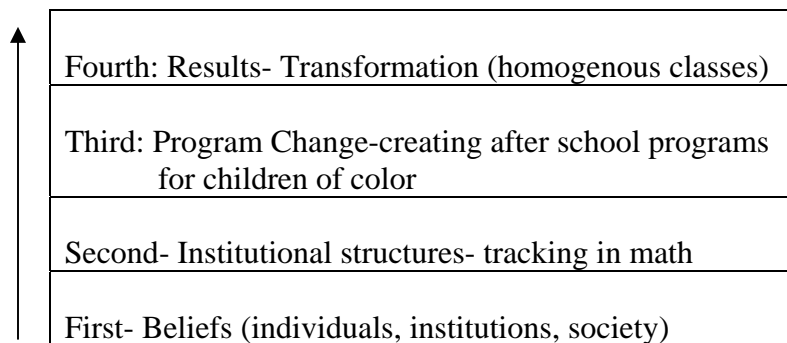 Fourth: Results- Transformation (homogenous classes)
Third: Program Change-creating after school programs
for children of color
Second- Institutional structures- tracking in math
First- Beliefs (individuals, institutions, society)